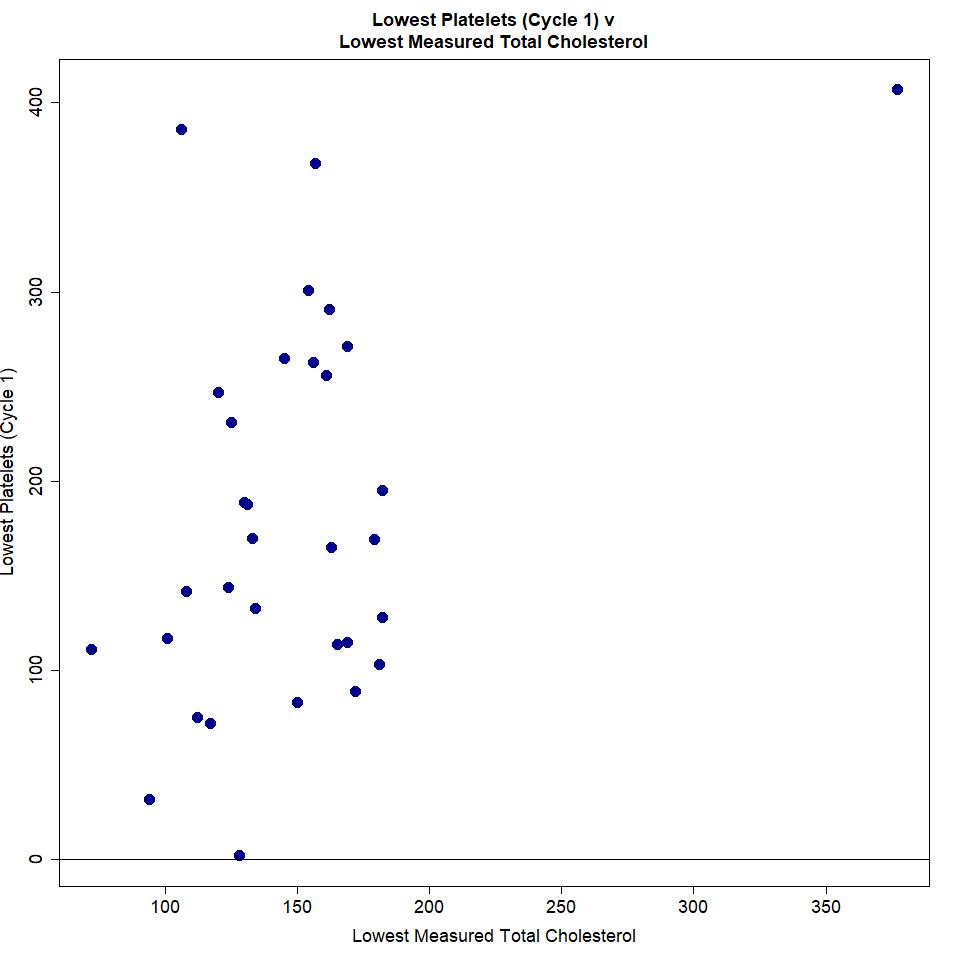 Lowest Platelets (Cycle 1) v
Lowest Measured Total Cholesterol
400
300
200
100
0
Lowest Platelets (Cycle 1)
100
150
200
250
300
350
Lowest Measured Total Cholesterol